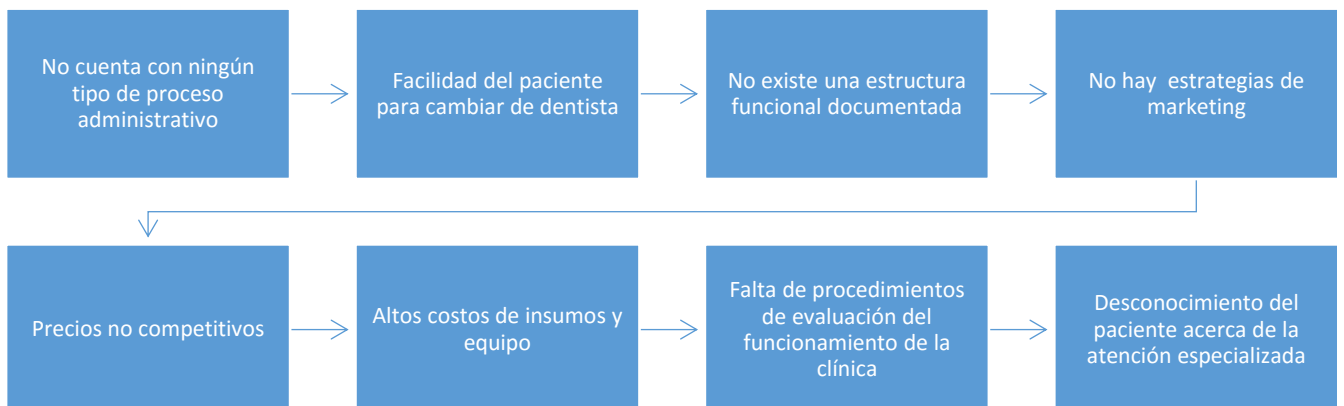 No cuenta con ningún
tipo de proceso
administrativo
Facilidad del paciente
para cambiar de dentista
No existe una estructura
funcional documentada
No hay  estrategias de
marketing
Precios no competitivos
Altos costos de insumos y
equipo
Falta de procedimientos
de evaluación del
funcionamiento de la
clínica
Desconocimiento del
paciente acerca de la
atención especializada